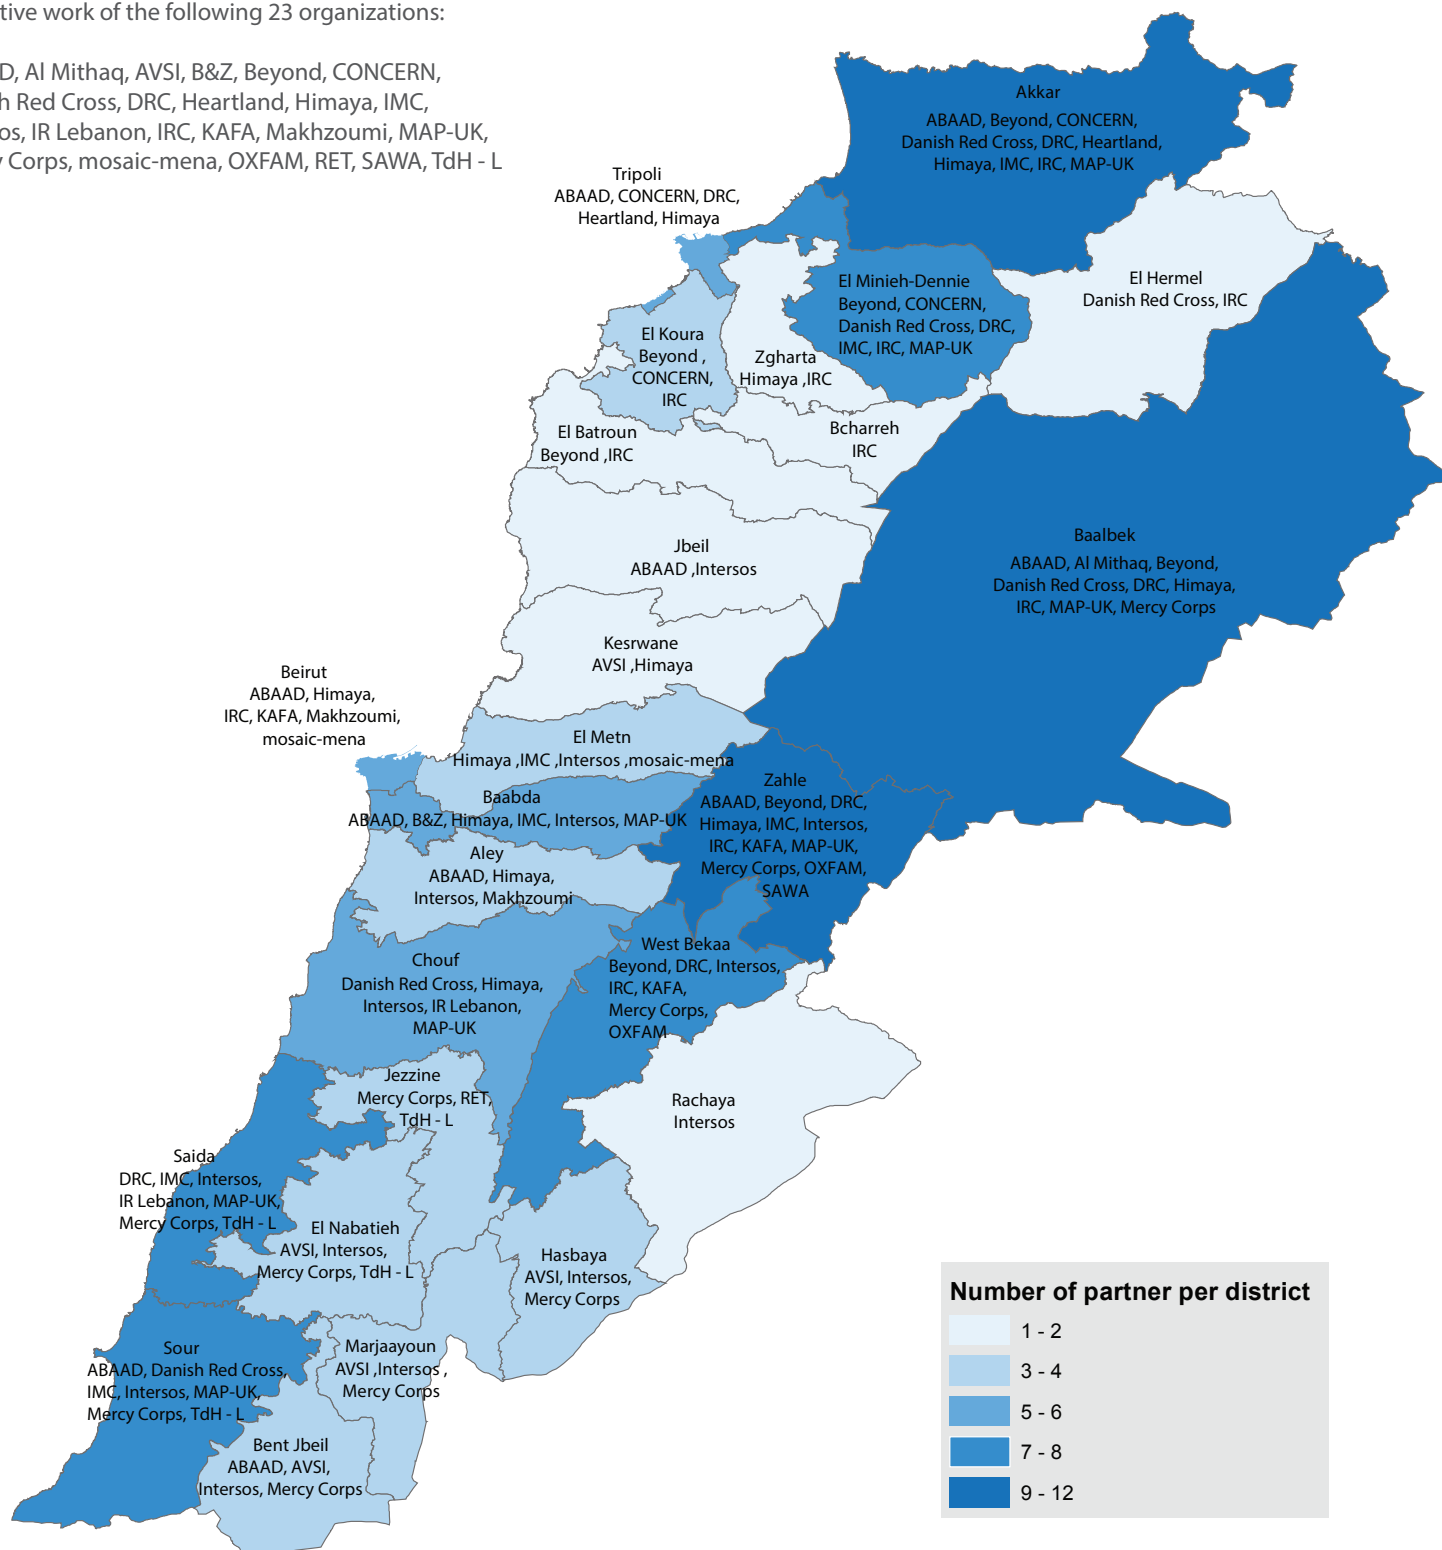 tive work of the following 23 organizations:
D, Al Mithaq, AVSI, B&Z, Beyond, CONCERN,
h Red Cross, DRC, Heartland, Himaya, IMC,
os, IR Lebanon, IRC, KAFA, Makhzoumi, MAP-UK,
y Corps, mosaic-mena, OXFAM, RET, SAWA, TdH - L
Akkar
ABAAD, Beyond, CONCERN,
Danish Red Cross, DRC, Heartland,
Himaya, IMC, IRC, MAP-UK
Tripoli
ABAAD, CONCERN, DRC,
Heartland, Himaya
El Hermel
Danish Red Cross, IRC
El Minieh-Dennie
Beyond, CONCERN,
Danish Red Cross, DRC,
IMC, IRC, MAP-UK
El Koura
Beyond ,
CONCERN,
IRC
Zgharta
Himaya ,IRC
Bcharreh
IRC
El Batroun
Beyond ,IRC
Jbeil
ABAAD ,Intersos
Baalbek
ABAAD, Al Mithaq, Beyond,
Danish Red Cross, DRC, Himaya,
IRC, MAP-UK, Mercy Corps
Kesrwane
AVSI ,Himaya
Beirut
ABAAD, Himaya,
IRC, KAFA, Makhzoumi,
mosaic-mena
El Metn
Himaya ,IMC ,Intersos ,mosaic-mena
Baabda
ABAAD, B&Z, Himaya, IMC, Intersos, MAP-UK
Zahle
ABAAD, Beyond, DRC,
Himaya, IMC, Intersos,
IRC, KAFA, MAP-UK,
Mercy Corps, OXFAM,
SAWA
Aley
ABAAD, Himaya,
Intersos, Makhzoumi
Chouf
Danish Red Cross, Himaya,
Intersos, IR Lebanon,
MAP-UK
West Bekaa
Beyond, DRC, Intersos,
IRC, KAFA,
Mercy Corps,
OXFAM
Jezzine
Mercy Corps, RET,
TdH - L
Rachaya
Intersos
Saida
DRC, IMC, Intersos,
IR Lebanon, MAP-UK,
Mercy Corps, TdH - L
El Nabatieh
AVSI, Intersos,
Mercy Corps, TdH - L
Hasbaya
AVSI, Intersos,
Mercy Corps
Sour
ABAAD, Danish Red Cross,
IMC, Intersos, MAP-UK,
Mercy Corps, TdH - L
Marjaayoun
AVSI ,Intersos ,
Mercy Corps
Bent Jbeil
ABAAD, AVSI,
Intersos, Mercy Corps
Number of partner per district
1 - 2
3 - 4
5 - 6
7 - 8
9 - 12